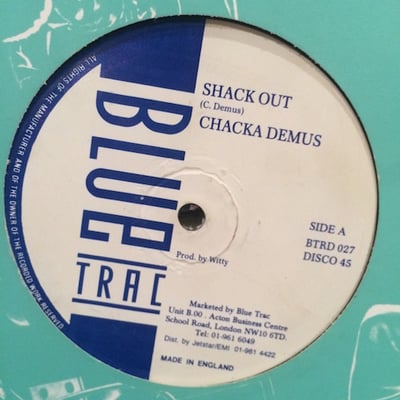 ALL RIGHTS OF THE MANUFACTURER AND OF THE OWNER OF THE RECORDED WORK RESERVED
BLUE
TRAC
SHACK OUT
(C. Demus)
CHACKA DEMUS
SIDE A
BTRD 027
DISCO 45
Prod. by Witty
Marketed by Blue Trac
Unit B.00 . Acton Business Centre
School Road, London NW10 6TD.
Tel: 01-961 6049
Dist. by Jetstar/EMI 01-961 4422
MADE IN ENGLAND